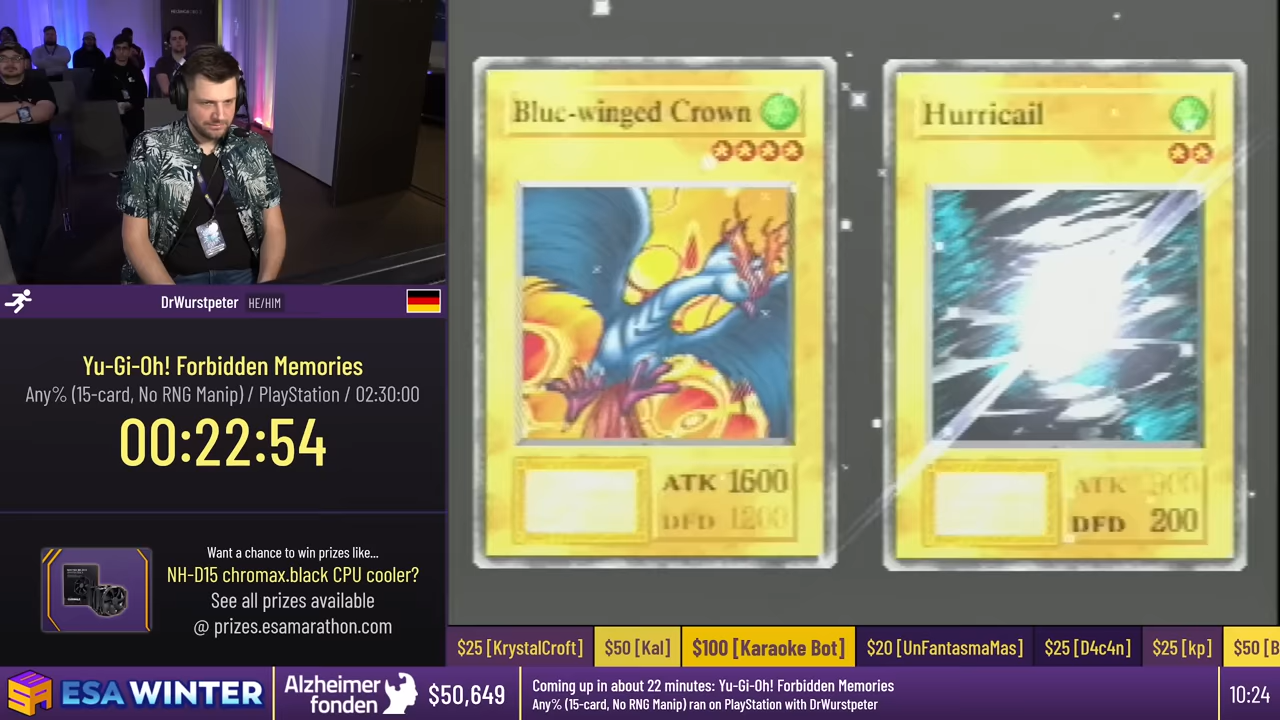 DrWurstpeter HE/HIM
Yu-Gi-Oh! Forbidden Memories
Any% (15-card, No RNG Manip) / PlayStation / 02:30:00
00:22:54
Want a chance to win prizes like...
NH-D15 chromax.black CPU cooler?
See all prizes available
@ prizes.esamarathon.com
Blue-winged Crown
ATK 1600
DFD 1200
Hurricail
ATK 900
DFD 200
$25 [KrystalCroft]
$50 [Kal]
$100 [Karaoke Bot]
$20 [UnFantasmaMas]
$25 [D4c4n]
$25 [kp]
$50 [B
ESA WINTER
Alzheimer
fonden
$50,649
Coming up in about 22 minutes: Yu-Gi-Oh! Forbidden Memories
Any% (15-card, No RNG Manip) ran on PlayStation with DrWurstpeter
10:24